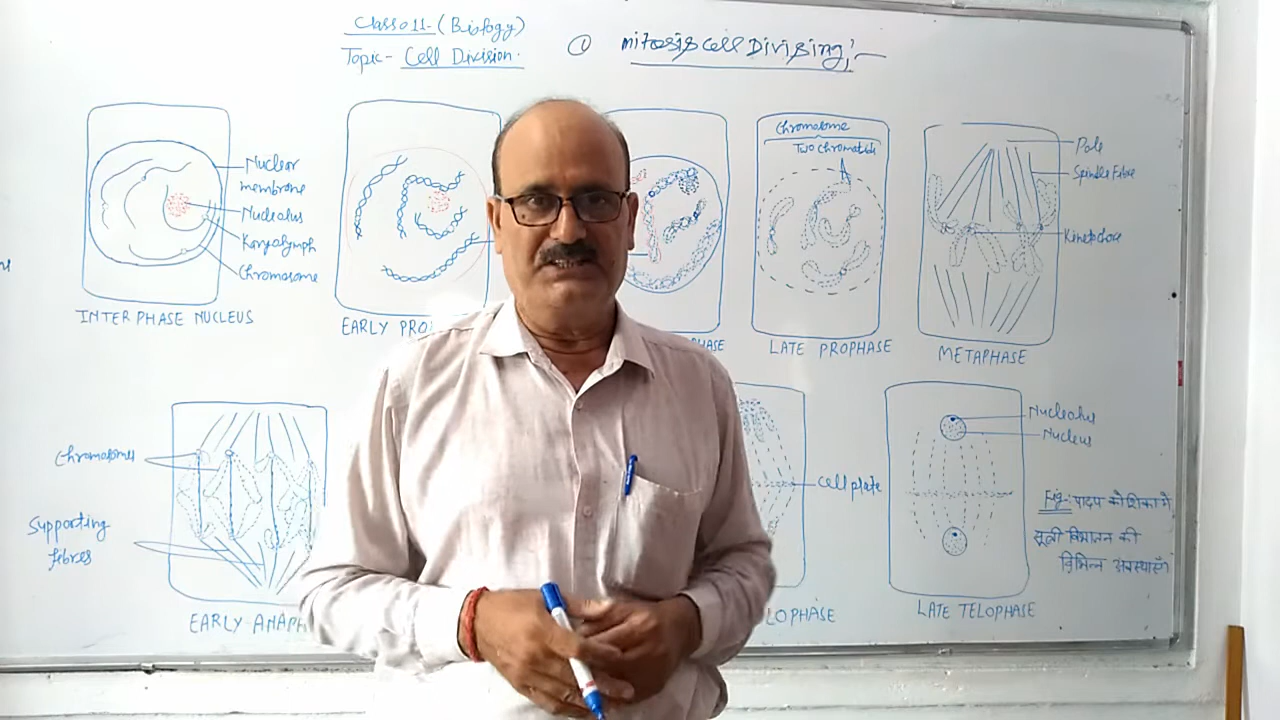 Class 11-(Biology)
Topic- Cell Division.
① mitosis cell Divising;-
Nuclear
membrane
Nucleolus
Karyolymph
Chromosome
INTERPHASE NUCLEUS
EARLY PRO
PHASE
Chromosome
Two chromatids
LATE PROPHASE
Pole
Spindle Fibre
Kinetochore
METAPHASE
Chromosomes
Supporting
fibres
EARLY ANAPH
cell plate
LOPHASE
Nucleolus
Nucleus
LATE TELOPHASE
Fig:- पादप कोशिका में
सूत्री विभाजन की
विभिन्न अवस्थाएँ